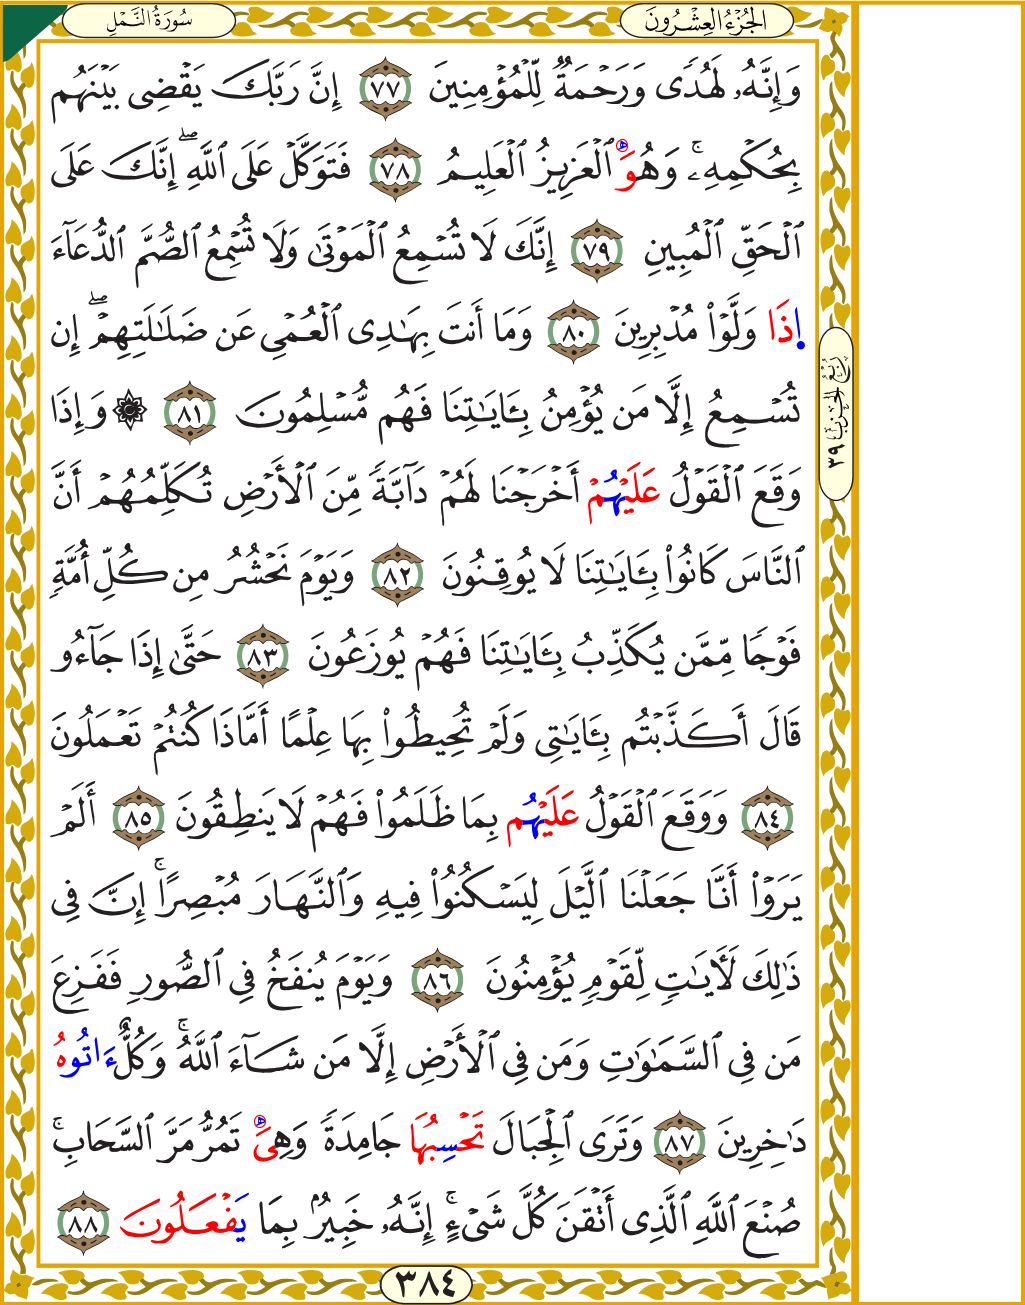 الجُزْءُ العِشْرُونَ
سُورَةُ النَّمْلِ
وَإِنَّهُۥ لَهُدٗى وَرَحۡمَةٞ لِّلۡمُؤۡمِنِينَ ٧٧ إِنَّ رَبَّكَ يَقۡضِي بَيۡنَهُم
بِحُكۡمِهِۦۚ وَهُوَ ٱلۡعَزِيزُ ٱلۡعَلِيمُ ٧٨ فَتَوَكَّلۡ عَلَى ٱللَّهِۖ إِنَّكَ عَلَى
ٱلۡحَقِّ ٱلۡمُبِينِ ٧٩ إِنَّكَ لَا تُسۡمِعُ ٱلۡمَوۡتَىٰ وَلَا تُسۡمِعُ ٱلصُّمَّ ٱلدُّعَآءَ
إِذَا وَلَّوۡاْ مُدۡبِرِينَ ٨٠ وَمَآ أَنتَ بِهَٰدِي ٱلۡعُمۡيِ عَن ضَلَٰلَتِهِمۡۖ إِن
تُسۡمِعُ إِلَّا مَن يُؤۡمِنُ بِـَٔايَٰتِنَا فَهُم مُّسۡلِمُونَ ٨١ ۞ وَإِذَا
وَقَعَ ٱلۡقَوۡلُ عَلَيۡهُمۡ أَخۡرَجۡنَا لَهُمۡ دَآبَّةٗ مِّنَ ٱلۡأَرۡضِ تُكَلِّمُهُمۡ أَنَّ
ٱلنَّاسَ كَانُواْ بِـَٔايَٰتِنَا لَا يُوقِنُونَ ٨٢ وَيَوۡمَ نَحۡشُرُ مِن كُلِّ أُمَّةٖ
فَوۡجٗا مِّمَّن يُكَذِّبُ بِـَٔايَٰتِنَا فَهُمۡ يُوزَعُونَ ٨٣ حَتَّىٰٓ إِذَا جَآءُو
قَالَ أَكَذَّبۡتُم بِـَٔايَٰتِي وَلَمۡ تُحِيطُواْ بِهَا عِلۡمًا أَمَّاذَا كُنتُمۡ تَعۡمَلُونَ
٨٤ وَوَقَعَ ٱلۡقَوۡلُ عَلَيۡهُم بِمَا ظَلَمُواْ فَهُمۡ لَا يَنطِقُونَ ٨٥ أَلَمۡ
يَرَوۡاْ أَنَّا جَعَلۡنَا ٱلَّيۡلَ لِيَسۡكُنُواْ فِيهِ وَٱلنَّهَارَ مُبۡصِرًاۚ إِنَّ فِي
ذَٰلِكَ لَأٓيَٰتٖ لِّقَوۡمٖ يُؤۡمِنُونَ ٨٦ وَيَوۡمَ يُنفَخُ فِي ٱلصُّورِ فَفَزِعَ
مَن فِي ٱلسَّمَٰوَٰتِ وَمَن فِي ٱلۡأَرۡضِ إِلَّا مَن شَآءَ ٱللَّهُۚ وَكُلٌّ ءَاتُوهُ
دَٰخِرِينَ ٨٧ وَتَرَى ٱلۡجِبَالَ تَحۡسِبُهَا جَامِدَةٗ وَهِيَ تَمُرُّ مَرَّ ٱلسَّحَابِۚ
صُنۡعَ ٱللَّهِ ٱلَّذِيٓ أَتۡقَنَ كُلَّ شَيۡءٍۚ إِنَّهُۥ خَبِيرُۢ بِمَا يَفۡعَلُونَ ٨٨
رُبْعُ الحِزْبِ ٣٩
٣٨٤